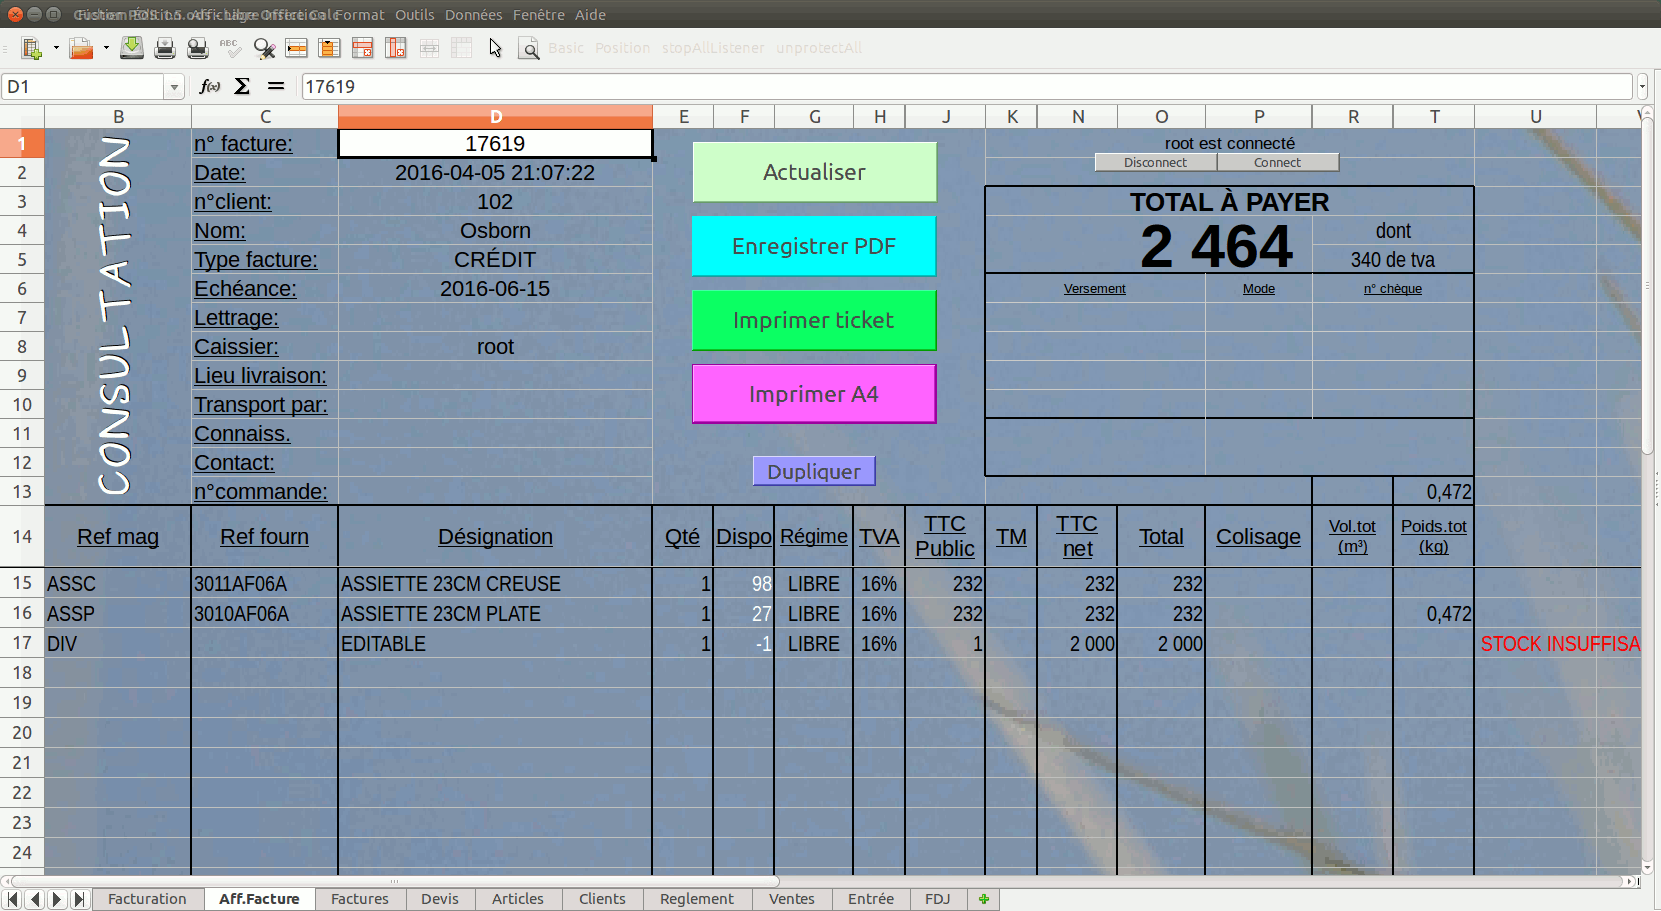 Format Outils Données Fenêtre Aide
Basic Position stopAllListener unprotectAll
D1 f(x) Σ = 17619
B C D E F G H J K N O P R T U
CONSULTATION
1 n° facture: 17619
Actualiser
root est connecté
2 Date: 2016-04-05 21:07:22
Disconnect Connect
3 n°client: 102
TOTAL À PAYER
4 Nom: Osborn
Enregistrer PDF
2 464 dont
5 Type facture: CRÉDIT
340 de tva
6 Echéance: 2016-06-15
Versement Mode n° chèque
7 Lettrage:
Imprimer ticket
8 Caissier: root
9 Lieu livraison:
Imprimer A4
10 Transport par:
11 Connaiss.
12 Contact:
Dupliquer
13 n°commande: 0,472
14 Ref mag Ref fourn Désignation Qté Dispo Régime TVA TTC Public TM TTC net Total Colisage Vol.tot (m³) Poids.tot (kg)
15 ASSC 3011AF06A ASSIETTE 23CM CREUSE 1 98 LIBRE 16% 232 232 232
16 ASSP 3010AF06A ASSIETTE 23CM PLATE 1 27 LIBRE 16% 232 232 232 0,472
17 DIV EDITABLE 1 -1 LIBRE 16% 1 2 000 2 000 STOCK INSUFFISA
18
19
20
21
22
23
24
Facturation Aff.Facture Factures Devis Articles Clients Reglement Ventes Entrée FDJ